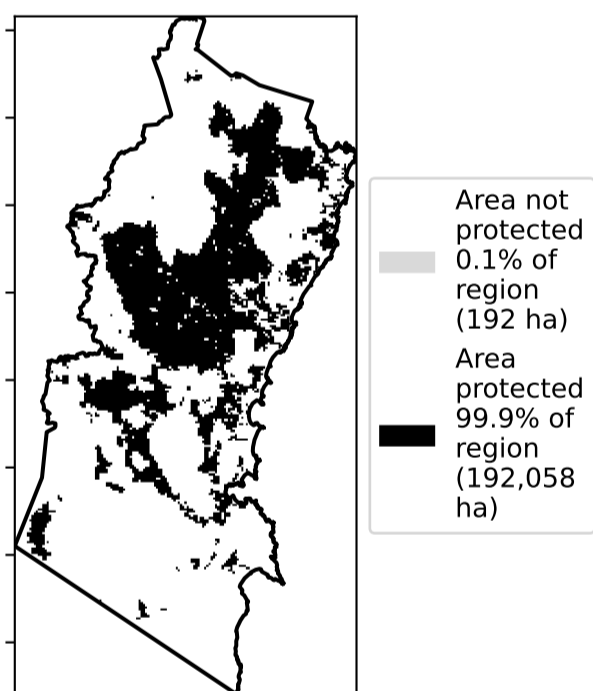 Area not
protected
0.1% of
region
(192 ha)
Area
protected
99.9% of
region
(192,058
ha)